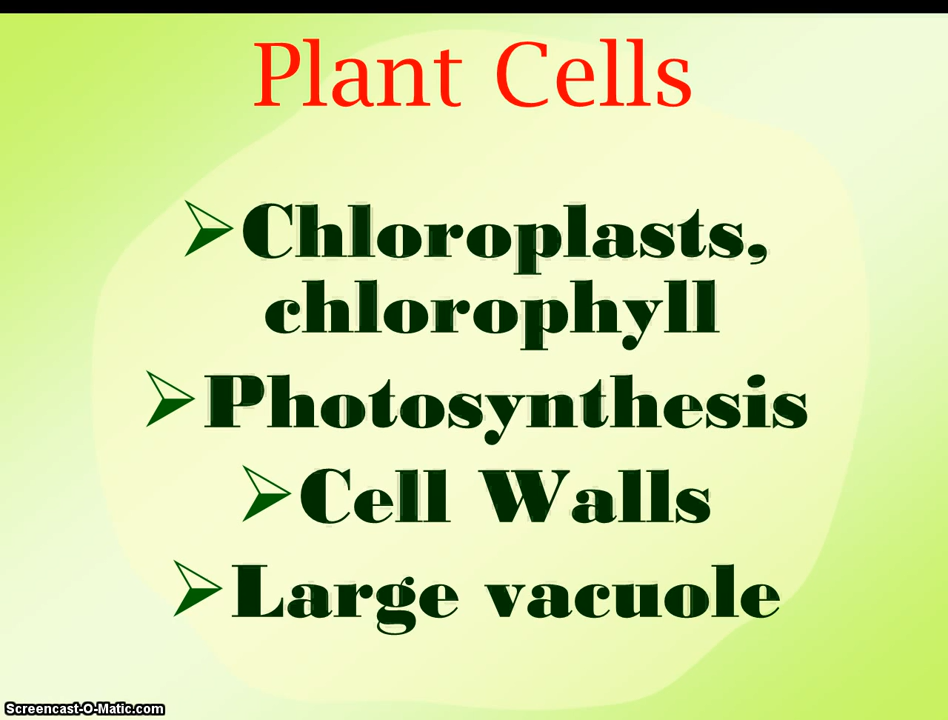 Plant Cells
➢Chloroplasts,
chlorophyll
➢Photosynthesis
➢Cell Walls
➢Large vacuole
Screencast-O-Matic.com